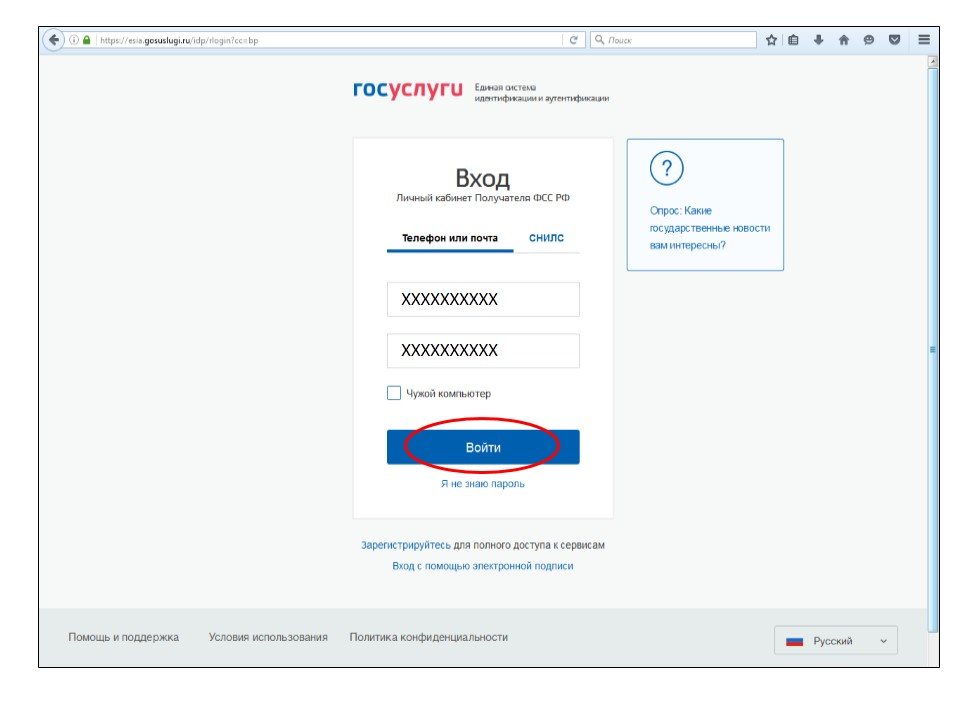 https://esia.gosuslugi.ru/idp/rlogin?cc=bp
Поиск
госуслуги
Единая система
идентификации и аутентификации
Вход
Личный кабинет Получателя ФСС РФ
Телефон или почта
СНИЛС
XXXXXXXXXX
XXXXXXXXXX
Чужой компьютер
Войти
Я не знаю пароль
?
Опрос: Какие
государственные новости
вам интересны?
Зарегистрируйтесь для полного доступа к сервисам
Вход с помощью электронной подписи
Помощь и поддержка
Условия использования
Политика конфиденциальности
Русский